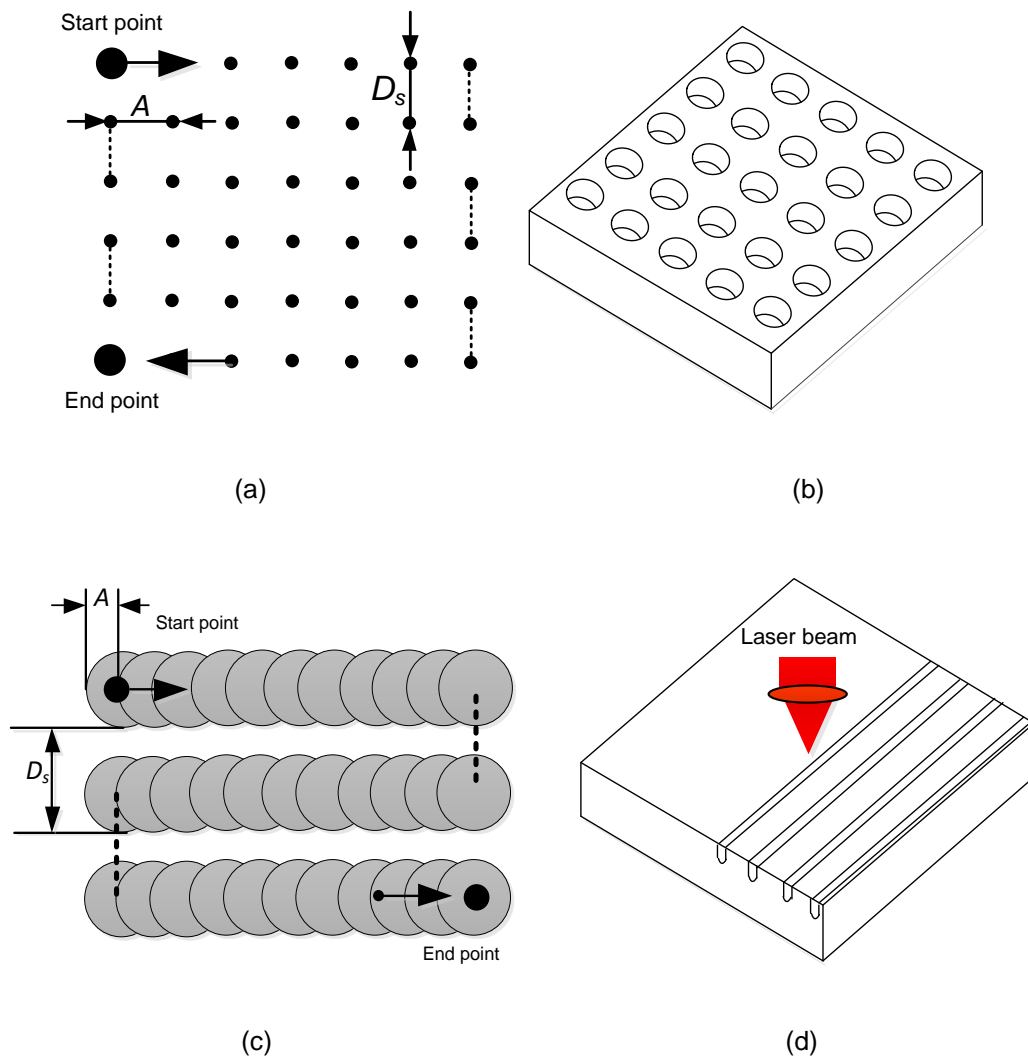 Start point
A
Dₛ
End point
(a)
(b)
A
Start point
Dₛ
End point
(c)
Laser beam
(d)